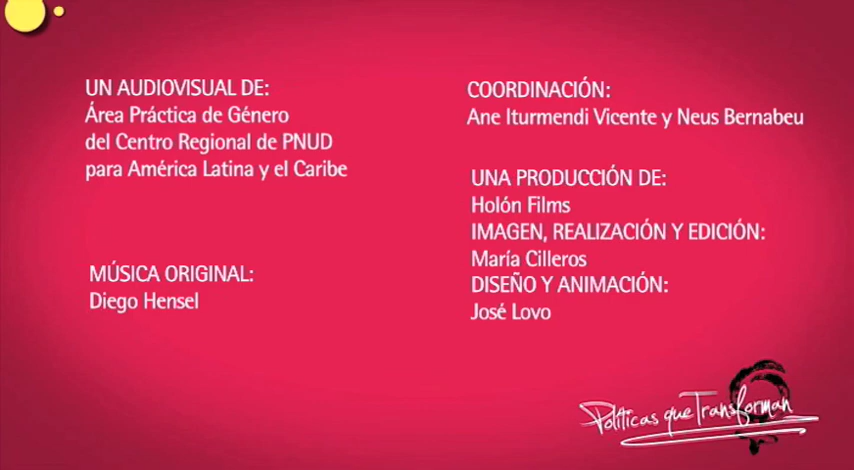 UN AUDIOVISUAL DE:
Área Práctica de Género
del Centro Regional de PNUD
para América Latina y el Caribe
MÚSICA ORIGINAL:
Diego Hensel
COORDINACIÓN:
Ane Iturmendi Vicente y Neus Bernabeu
UNA PRODUCCIÓN DE:
Holón Films
IMAGEN, REALIZACIÓN Y EDICIÓN:
María Cilleros
DISEÑO Y ANIMACIÓN:
José Lovo
Políticas que Transforman